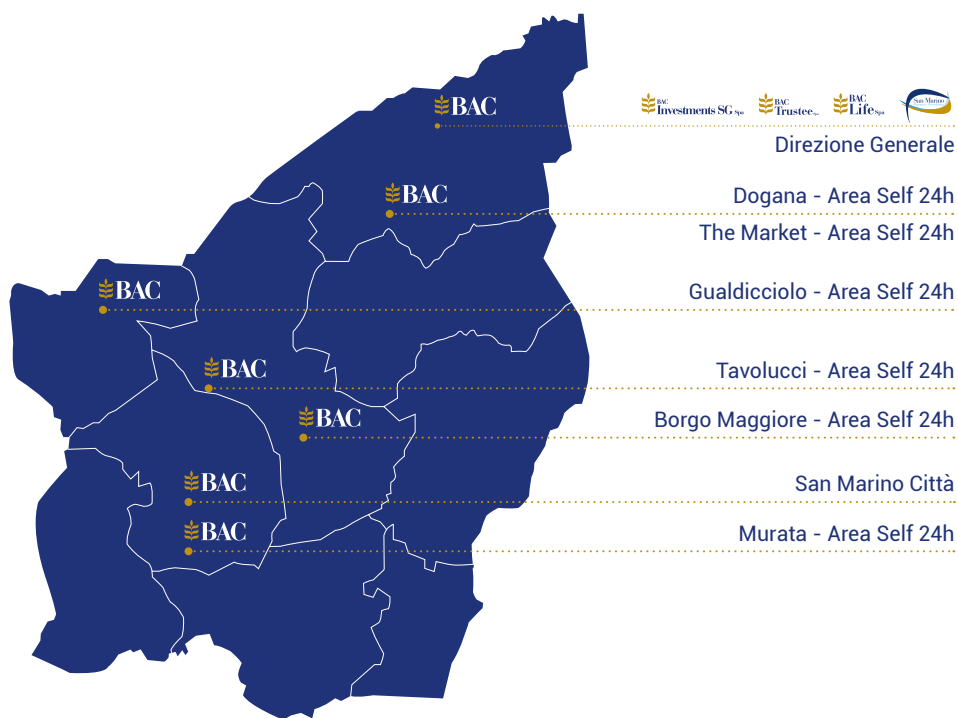 BAC
BAC Investments SG Spa
BAC Trustee Spa
BAC Life Spa
San Marino
Direzione Generale
BAC
Dogana - Area Self 24h
The Market - Area Self 24h
BAC
Gualdicciolo - Area Self 24h
BAC
Tavolucci - Area Self 24h
BAC
Borgo Maggiore - Area Self 24h
BAC
San Marino Città
BAC
Murata - Area Self 24h